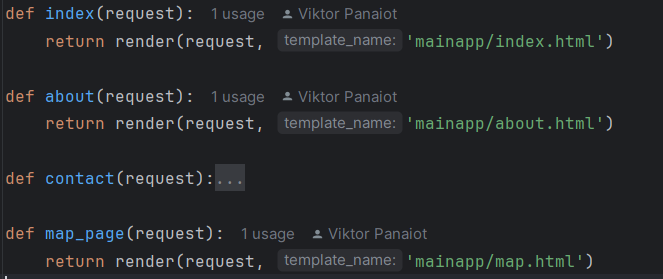 def index(request): 1 usage Viktor Panaiot
return render(request, template_name: 'mainapp/index.html')
def about(request): 1 usage Viktor Panaiot
return render(request, template_name: 'mainapp/about.html')
def contact(request):...
def map_page(request): 1 usage Viktor Panaiot
return render(request, template_name: 'mainapp/map.html')